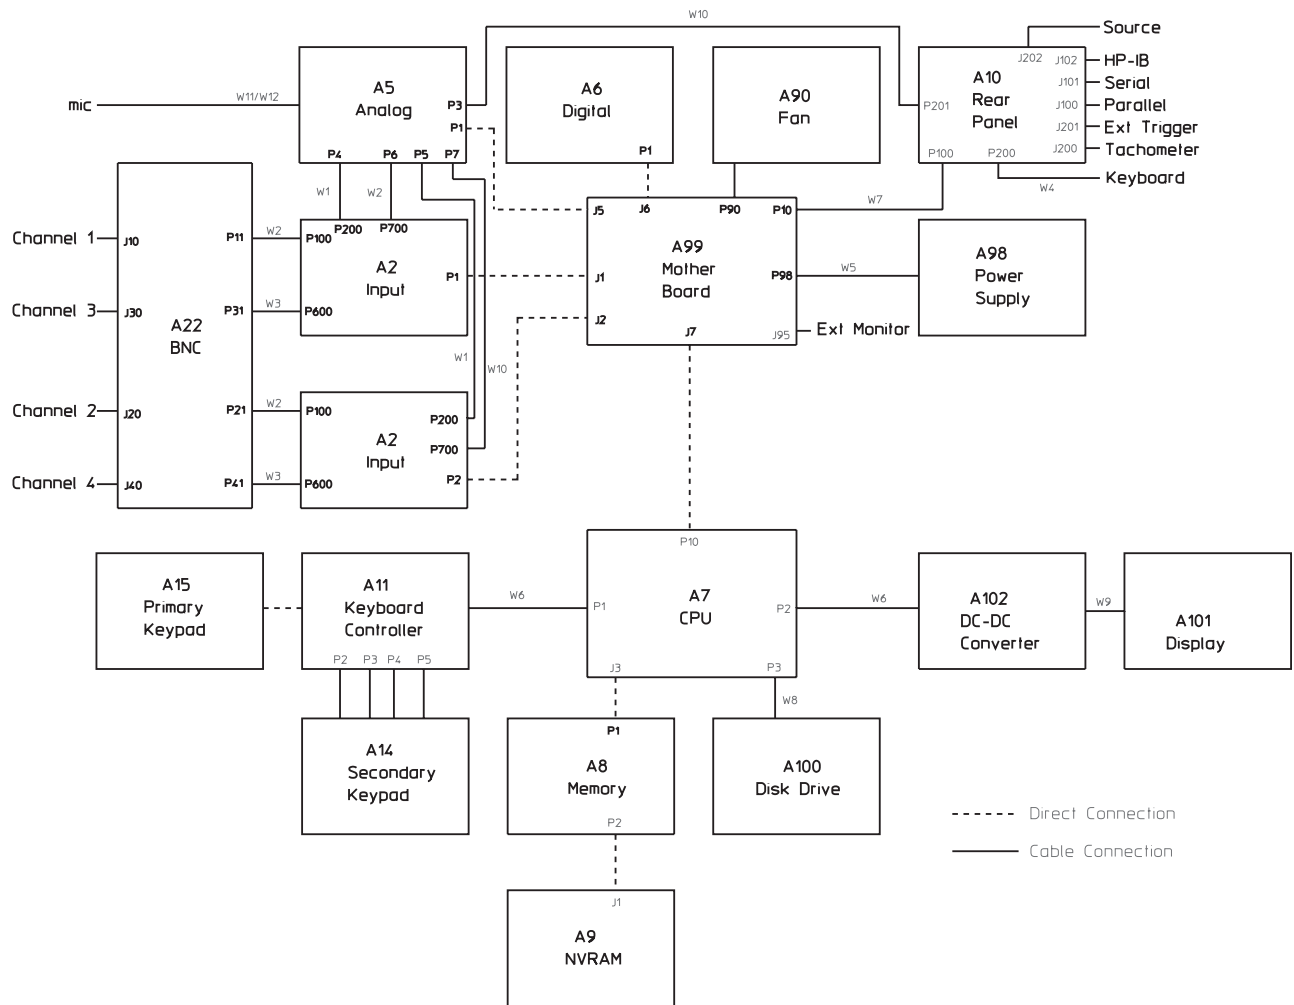 W10
Source
J202
J102
HP-IB
A5
Analog
A6
Digital
A90
Fan
A10
Rear
Panel
J101
Serial
mic
W11/W12
P3
P201
J100
Parallel
P1
J201
Ext Trigger
P4
P6
P5
P7
P1
P100
P200
J200
Tachometer
W1
W2
W4
Keyboard
J5
J6
P90
P10
W7
Channel 1
J10
P11
W2
P100
P200
P700
A2
Input
P1
J1
A99
Mother
Board
P98
W5
A98
Power
Supply
Channel 3
J30
P31
W3
P600
J2
J7
J95
Ext Monitor
A22
BNC
W1
W10
Channel 2
J20
P21
W2
P100
P200
A2
Input
P700
Channel 4
J40
P41
W3
P600
P2
P10
A15
Primary
Keypad
A11
Keyboard
Controller
W6
P1
A7
CPU
P2
W6
A102
DC-DC
Converter
W9
A101
Display
P2
P3
P4
P5
J3
P3
W8
P1
A14
Secondary
Keypad
A8
Memory
A100
Disk Drive
P2
Direct Connection
Cable Connection
J1
A9
NVRAM